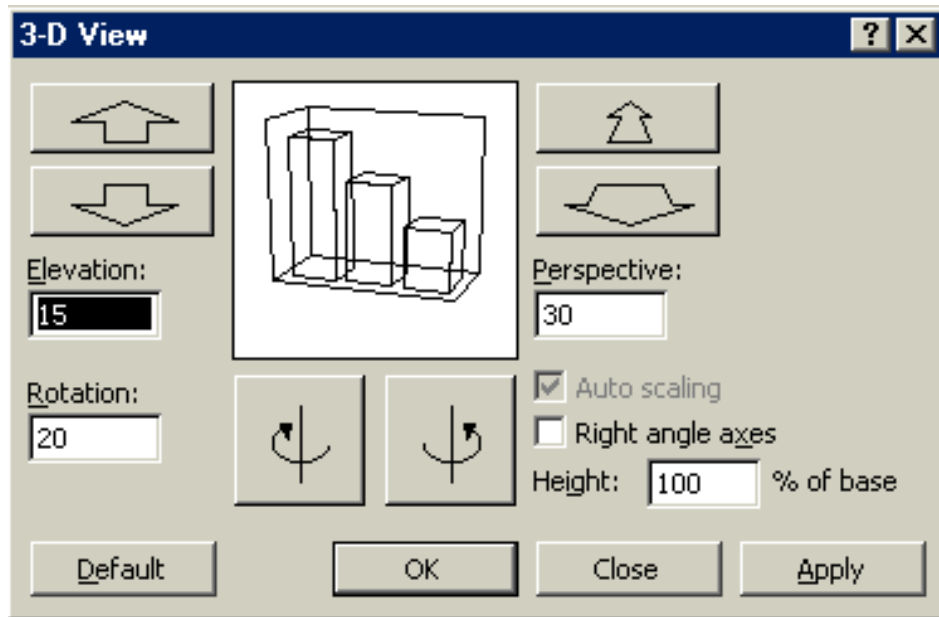 3-D View
Elevation:
15
Rotation:
20
Perspective:
30
Auto scaling
Right angle axes
Height: 100 % of base
Default OK Close Apply